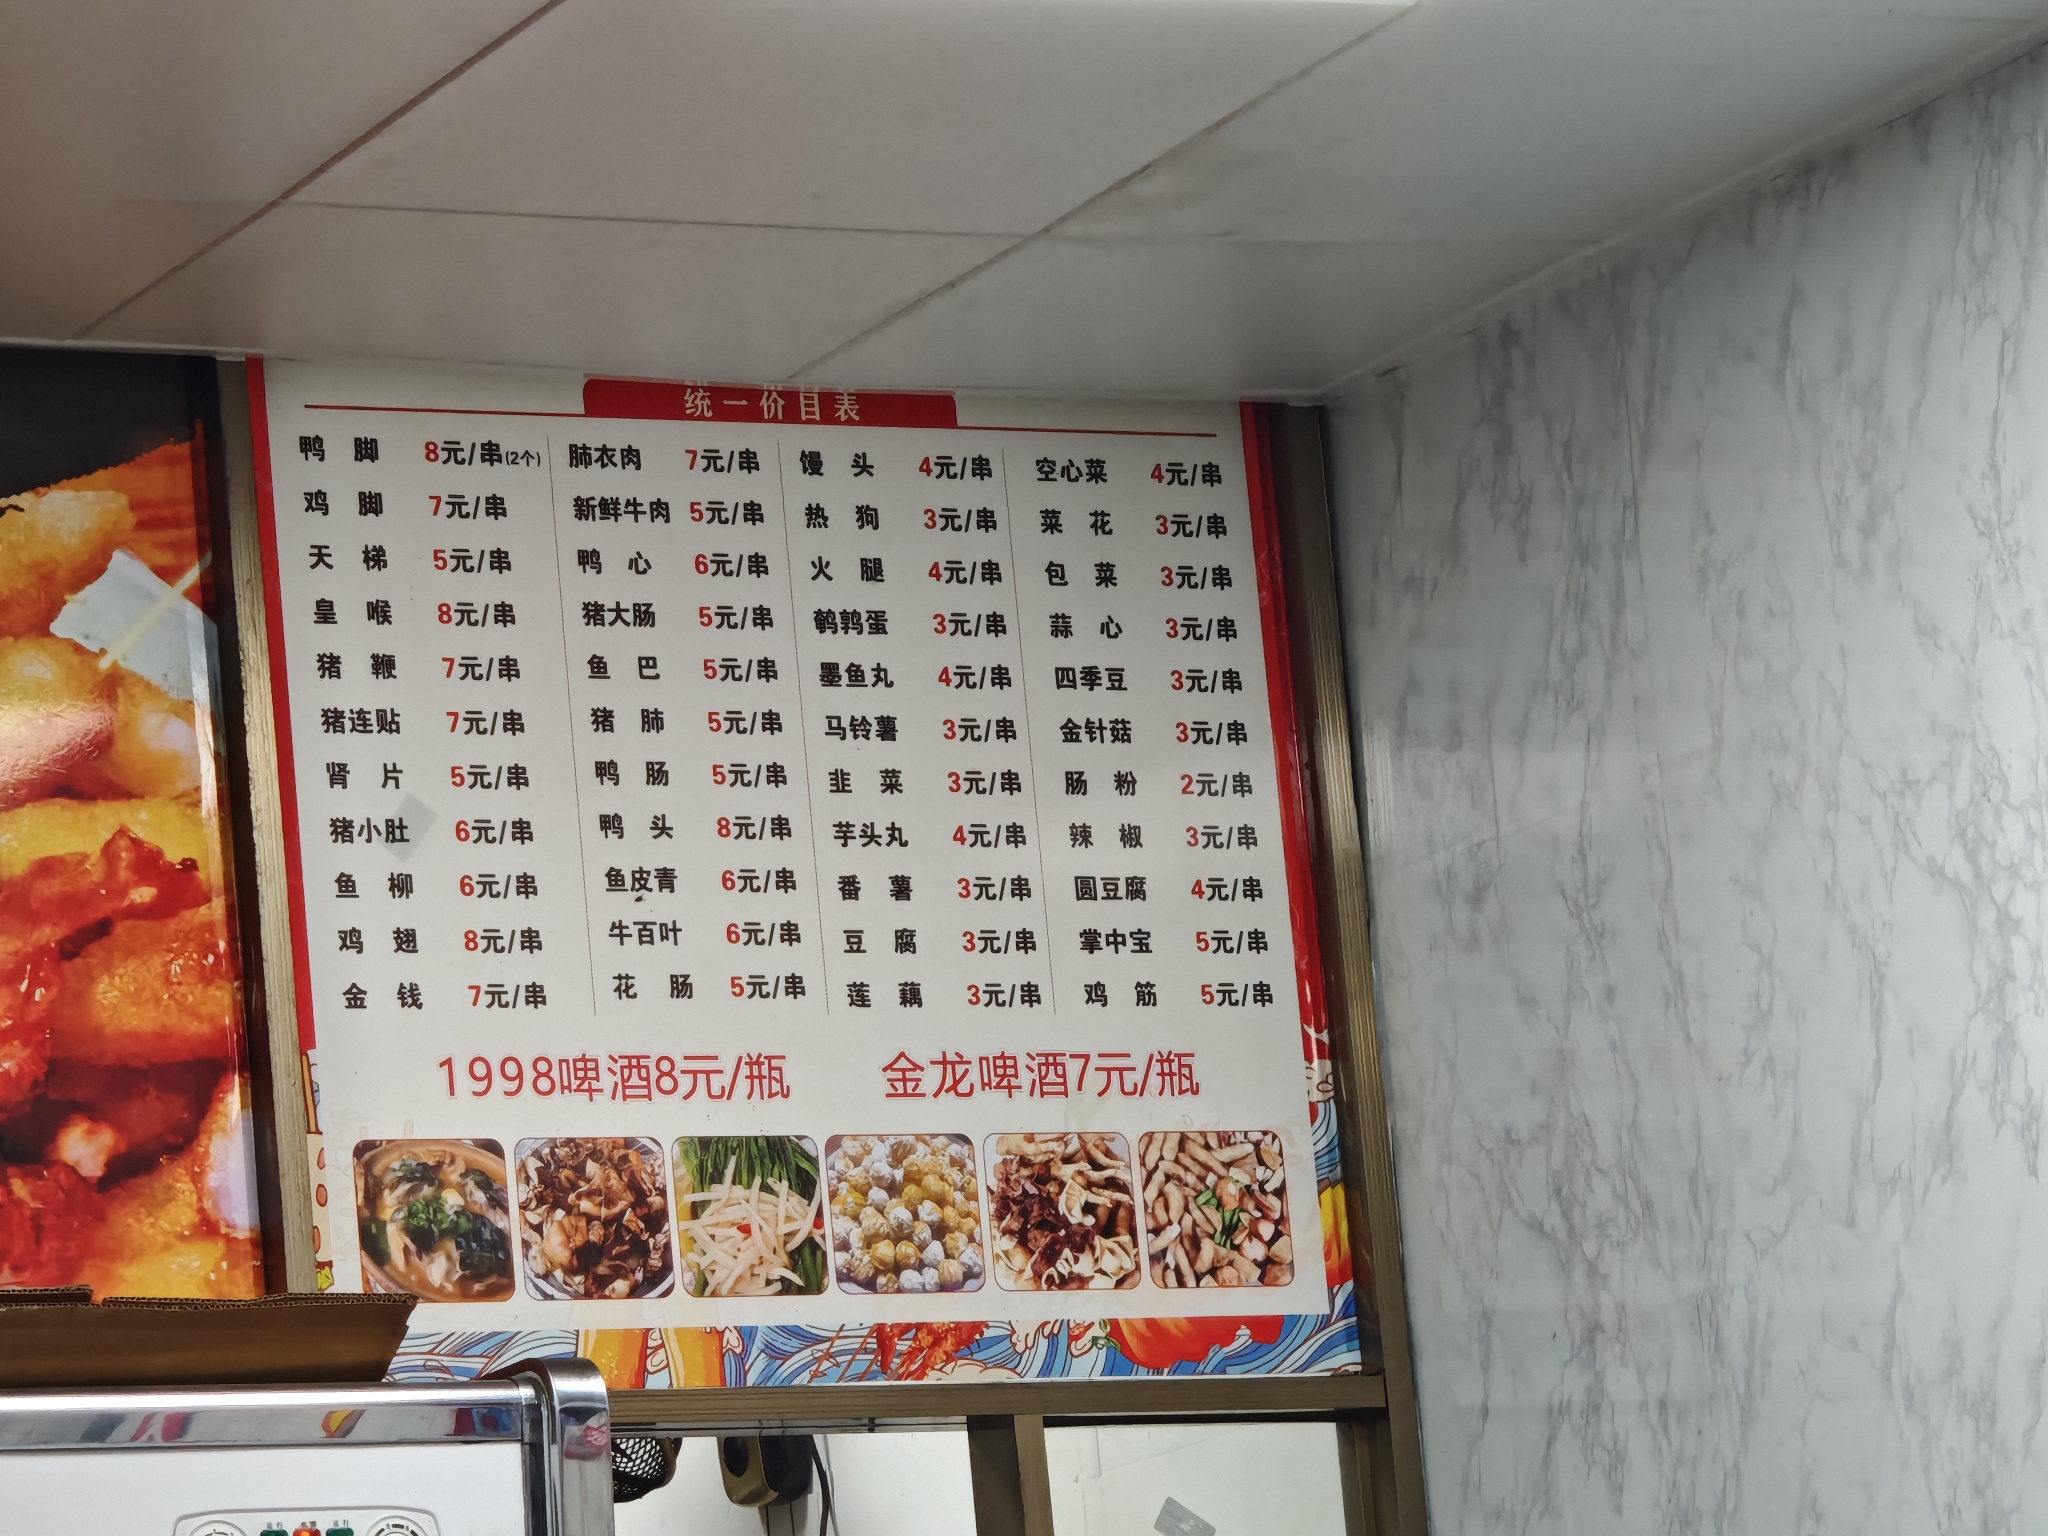 统一价目表
鸭脚 8元/串(2个)
鸡脚 7元/串
天梯 5元/串
皇喉 8元/串
猪鞭 7元/串
猪连贴 7元/串
肾片 5元/串
猪小肚 6元/串
鱼柳 6元/串
鸡翅 8元/串
金钱 7元/串
肺衣肉 7元/串
新鲜牛肉 5元/串
鸭心 6元/串
猪大肠 5元/串
鱼巴 5元/串
猪肺 5元/串
鸭肠 5元/串
鸭头 8元/串
鱼皮青 6元/串
牛百叶 6元/串
花肠 5元/串
馒头 4元/串
热狗 3元/串
火腿 4元/串
鹌鹑蛋 3元/串
墨鱼丸 4元/串
马铃薯 3元/串
韭菜 3元/串
芋头丸 4元/串
番薯 3元/串
豆腐 3元/串
莲藕 3元/串
空心菜 4元/串
菜花 3元/串
包菜 3元/串
蒜心 3元/串
四季豆 3元/串
金针菇 3元/串
肠粉 2元/串
辣椒 3元/串
圆豆腐 4元/串
掌中宝 5元/串
鸡筋 5元/串
1998啤酒8元/瓶 金龙啤酒7元/瓶